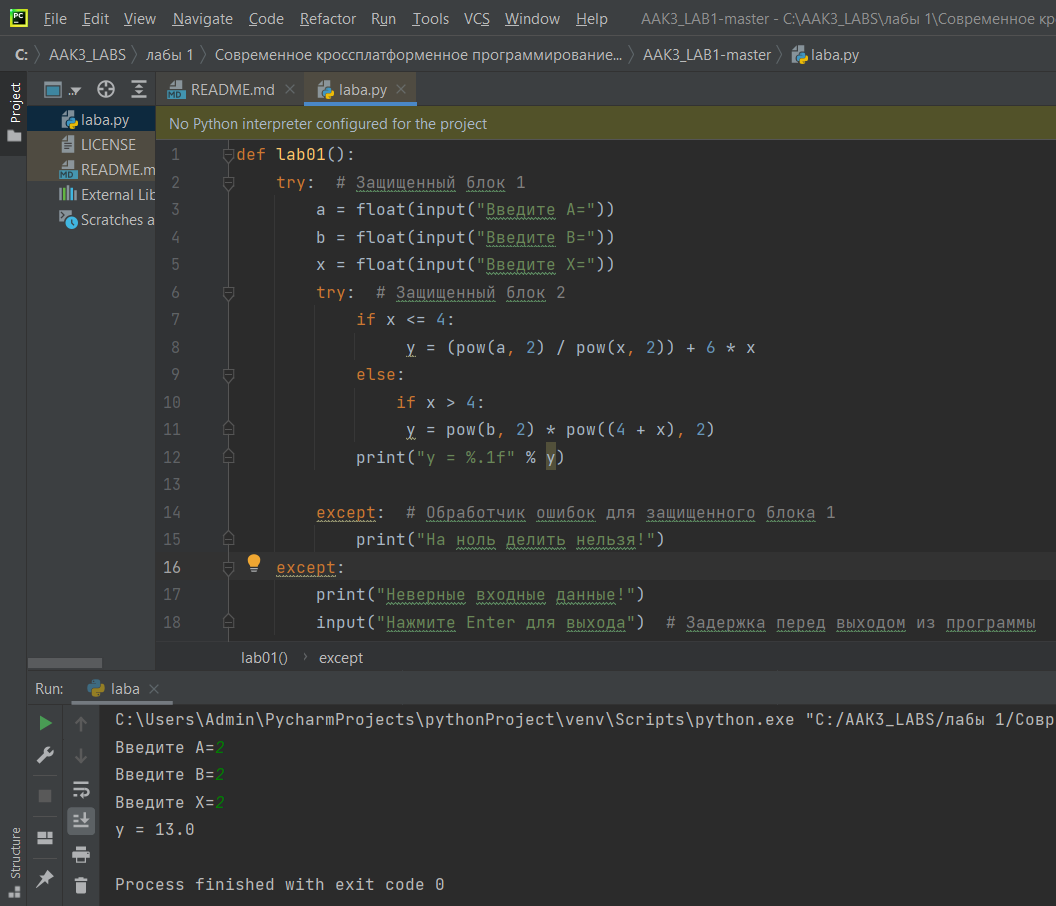 PC File Edit View Navigate Code Refactor Run Tools VCS Window Help AAK3_LAB1-master - C:\AAK3_LABS\лабы 1\Современное кр
C: AAK3_LABS лабы 1 Современное кроссплатформенное программирование... AAK3_LAB1-master laba.py
Project
README.md laba.py
laba.py
LICENSE
README.m
External Lib
Scratches a
No Python interpreter configured for the project
1 def lab01():
2 try: # Защищенный блок 1
3 a = float(input("Введите A="))
4 b = float(input("Введите B="))
5 x = float(input("Введите X="))
6 try: # Защищенный блок 2
7 if x <= 4:
8 y = (pow(a, 2) / pow(x, 2)) + 6 * x
9 else:
10 if x > 4:
11 y = pow(b, 2) * pow((4 + x), 2)
12 print("y = %.1f" % y)
13
14 except: # Обработчик ошибок для защищенного блока 1
15 print("На ноль делить нельзя!")
16 except:
17 print("Неверные входные данные!")
18 input("Нажмите Enter для выхода") # Задержка перед выходом из программы
lab01() except
Run: laba
C:\Users\Admin\PycharmProjects\pythonProject\venv\Scripts\python.exe "C:/AAK3_LABS/лабы 1/Совр
Введите A=2
Введите B=2
Введите X=2
y = 13.0
Process finished with exit code 0
Structure